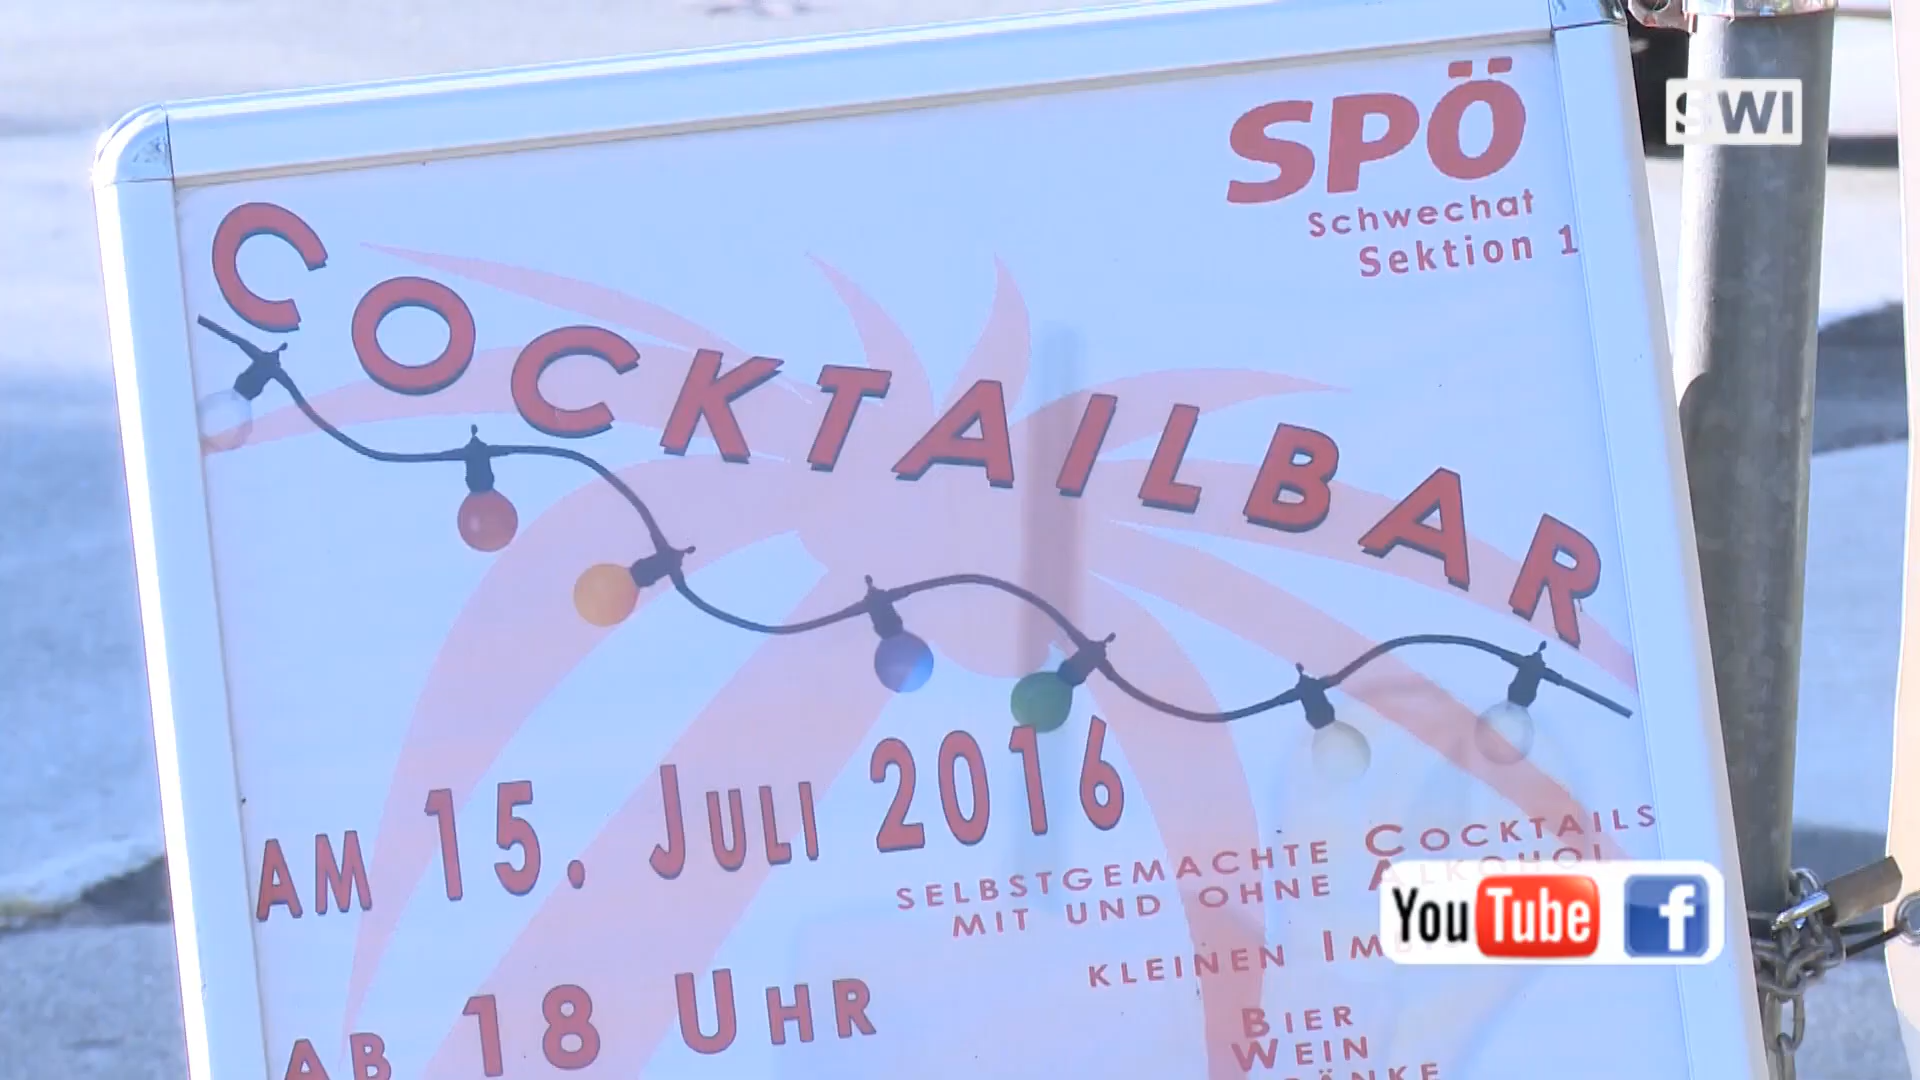 SPÖ
Schwechat
Sektion 1
SWI
COCKTAILBAR
AM 15. JULI 2016
SELBSTGEMACHTE COCKTAILS
MIT UND OHNE ALKOHOL
KLEINEN
AB 18 UHR
BIER
WEIN
YouTube f